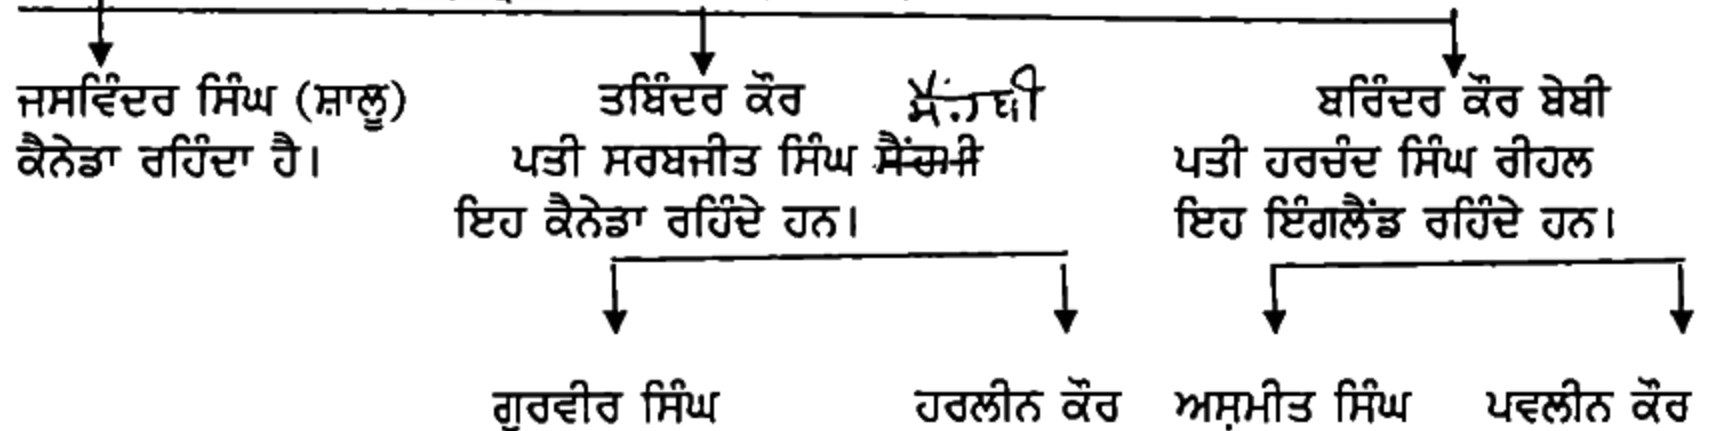 ਜਸਵਿੰਦਰ ਸਿੰਘ (ਸ਼ਾਲੂ)
ਕੈਨੇਡਾ ਰਹਿੰਦਾ ਹੈ।
ਤਬਿੰਦਰ ਕੌਰ
ਪਤੀ ਸਰਬਜੀਤ ਸਿੰਘ
ਇਹ ਕੈਨੇਡਾ ਰਹਿੰਦੇ ਹਨ।
ਬਰਿੰਦਰ ਕੌਰ ਬੇਬੀ
ਪਤੀ ਹਰਚੰਦ ਸਿੰਘ ਰੀਹਲ
ਇਹ ਇੰਗਲੈਂਡ ਰਹਿੰਦੇ ਹਨ।
ਗੁਰਵੀਰ ਸਿੰਘ
ਹਰਲੀਨ ਕੌਰ
ਅਸ਼ਮੀਤ ਸਿੰਘ
ਪਵਲੀਨ ਕੌਰ